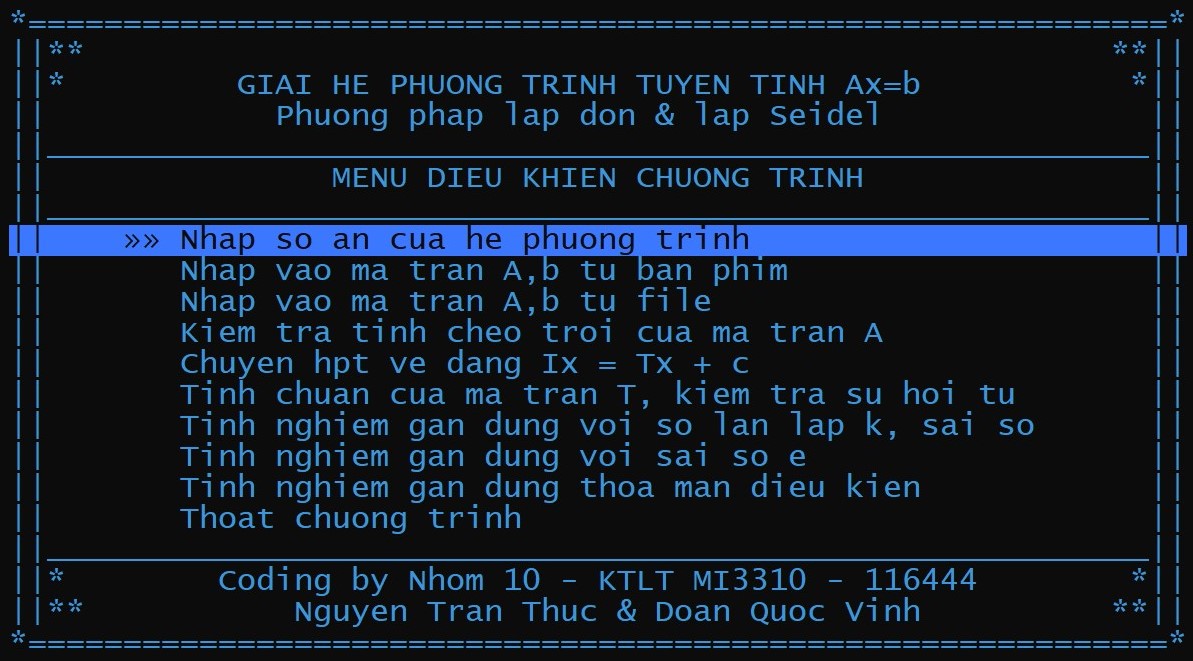 *============================================================*
||** **||
||* GIAI HE PHUONG TRINH TUYEN TINH Ax=b *||
|| Phuong phap lap don & lap Seidel ||
||__________________________________________________________||
|| MENU DIEU KHIEN CHUONG TRINH ||
||__________________________________________________________||
|| »» Nhap so an cua he phuong trinh ||
|| Nhap vao ma tran A,b tu ban phim ||
|| Nhap vao ma tran A,b tu file ||
|| Kiem tra tinh cheo troi cua ma tran A ||
|| Chuyen hpt ve dang Ix = Tx + c ||
|| Tinh chuan cua ma tran T, kiem tra su hoi tu ||
|| Tinh nghiem gan dung voi so lan lap k, sai so ||
|| Tinh nghiem gan dung voi sai so e ||
|| Tinh nghiem gan dung thoa man dieu kien ||
|| Thoat chuong trinh ||
||__________________________________________________________||
||* Coding by Nhom 10 - KTLT MI3310 - 116444 *||
||** Nguyen Tran Thuc & Doan Quoc Vinh **||
*============================================================*